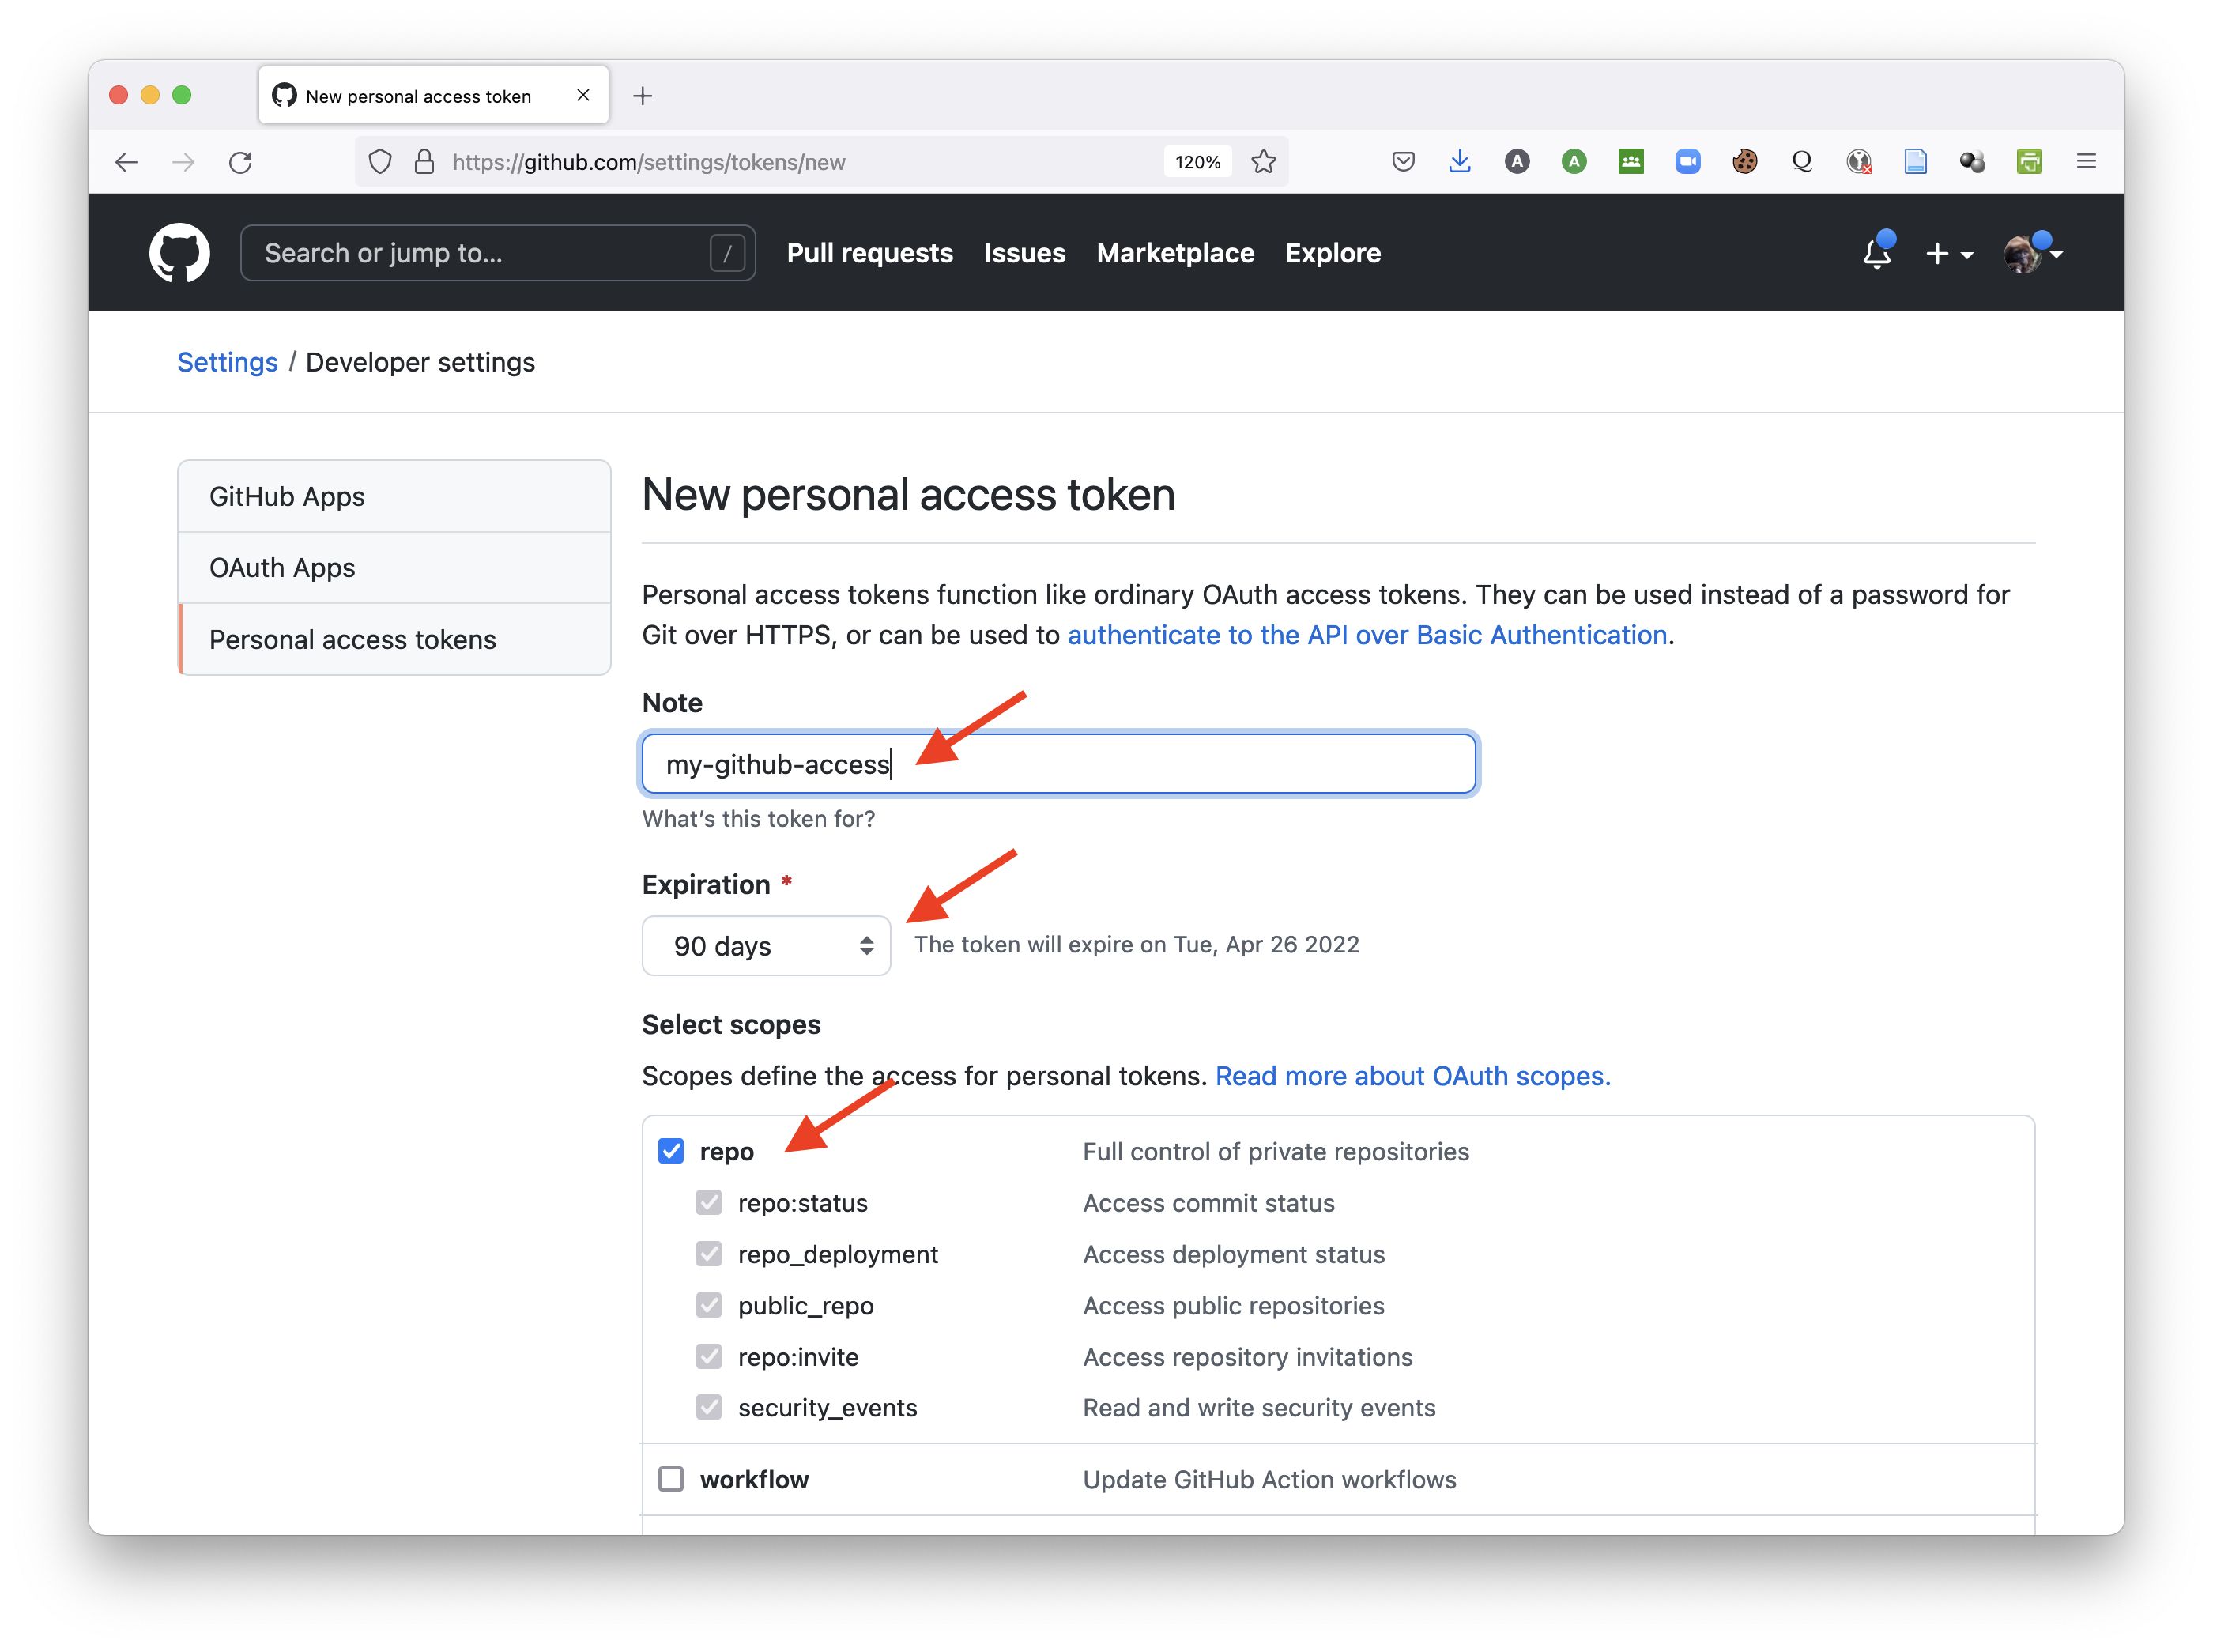 New personal access token
https://github.com/settings/tokens/new
120%
A
A
Q
Search or jump to...
/
Pull requests
Issues
Marketplace
Explore
Settings / Developer settings
GitHub Apps
OAuth Apps
Personal access tokens
New personal access token
Personal access tokens function like ordinary OAuth access tokens. They can be used instead of a password for
Git over HTTPS, or can be used to authenticate to the API over Basic Authentication.
Note
my-github-access
What's this token for?
Expiration *
90 days
The token will expire on Tue, Apr 26 2022
Select scopes
Scopes define the access for personal tokens. Read more about OAuth scopes.
repo Full control of private repositories
repo:status Access commit status
repo_deployment Access deployment status
public_repo Access public repositories
repo:invite Access repository invitations
security_events Read and write security events
workflow Update GitHub Action workflows